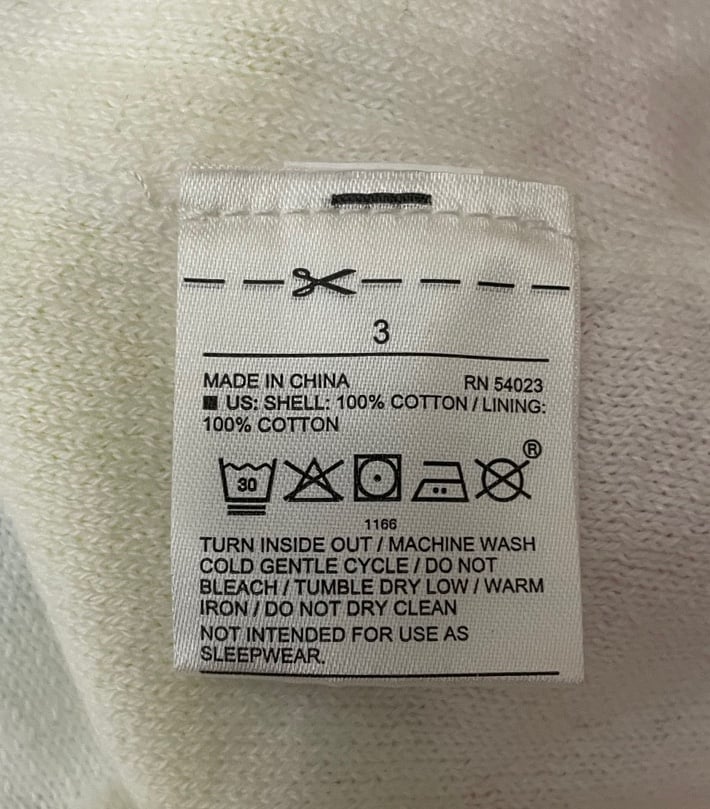 3
MADE IN CHINA RN 54023
US: SHELL: 100% COTTON / LINING:
100% COTTON
30 ®
1166
TURN INSIDE OUT / MACHINE WASH
COLD GENTLE CYCLE / DO NOT
BLEACH / TUMBLE DRY LOW / WARM
IRON / DO NOT DRY CLEAN
NOT INTENDED FOR USE AS
SLEEPWEAR.